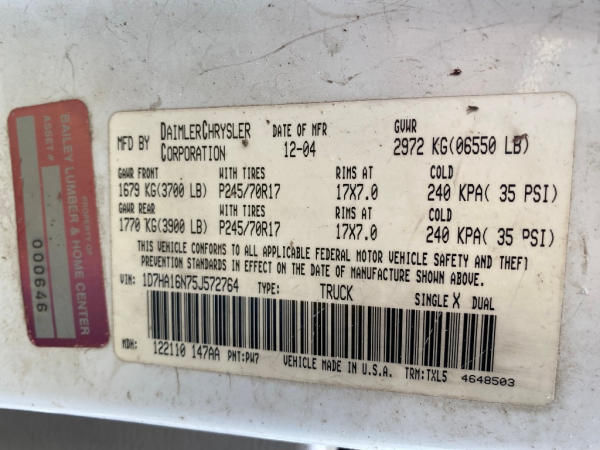 PROPERTY OF
BAILEY LUMBER & HOME CENTER
ASSET #
000646
MFD BY DAIMLERCHRYSLER CORPORATION DATE OF MFR 12-04 GVWR 2972 KG(06550 LB)
GAWR FRONT WITH TIRES RIMS AT COLD
1679 KG(3700 LB) P245/70R17 17X7.0 240 KPA( 35 PSI)
GAWR REAR WITH TIRES RIMS AT COLD
1770 KG(3900 LB) P245/70R17 17X7.0 240 KPA( 35 PSI)
THIS VEHICLE CONFORMS TO ALL APPLICABLE FEDERAL MOTOR VEHICLE SAFETY AND THEFT
PREVENTION STANDARDS IN EFFECT ON THE DATE OF MANUFACTURE SHOWN ABOVE.
VIN: 1D7HA16N75J572764 TYPE: TRUCK SINGLE X DUAL
MDH: 122110 147AA PNT:PW7 VEHICLE MADE IN U.S.A. TRM:TXL5 4648503